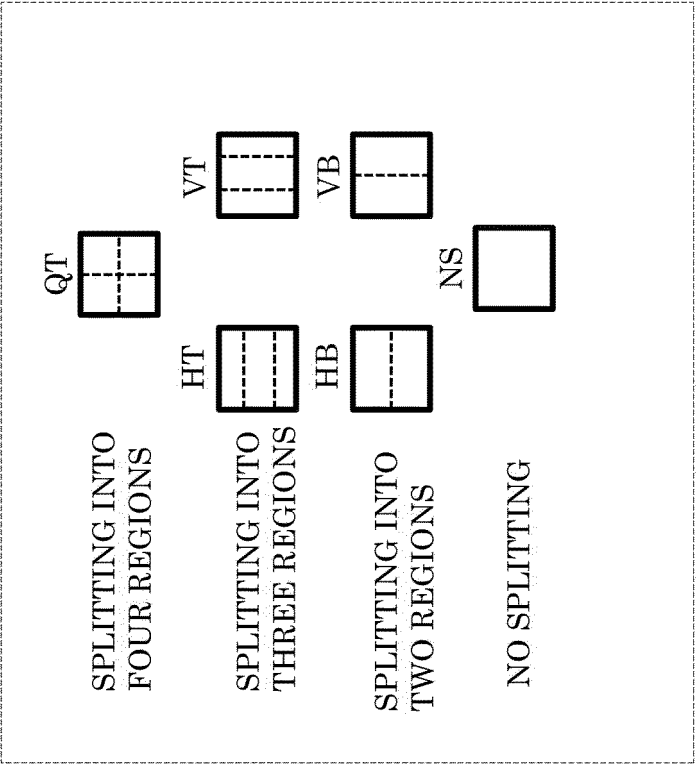 SPLITTING INTO
FOUR REGIONS
QT
SPLITTING INTO
THREE REGIONS
HT
VT
SPLITTING INTO
TWO REGIONS
HB
VB
NO SPLITTING
NS